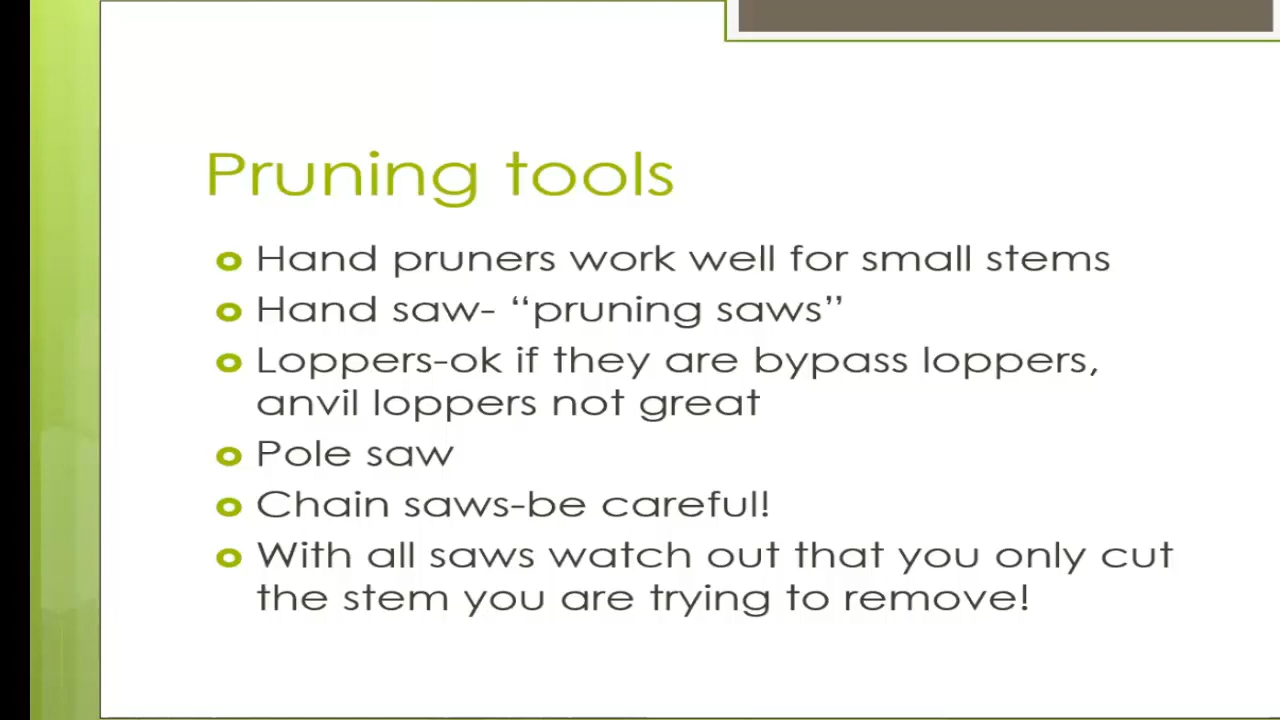 Pruning tools
Hand pruners work well for small stems
Hand saw- “pruning saws”
Loppers-ok if they are bypass loppers,
anvil loppers not great
Pole saw
Chain saws-be careful!
With all saws watch out that you only cut
the stem you are trying to remove!